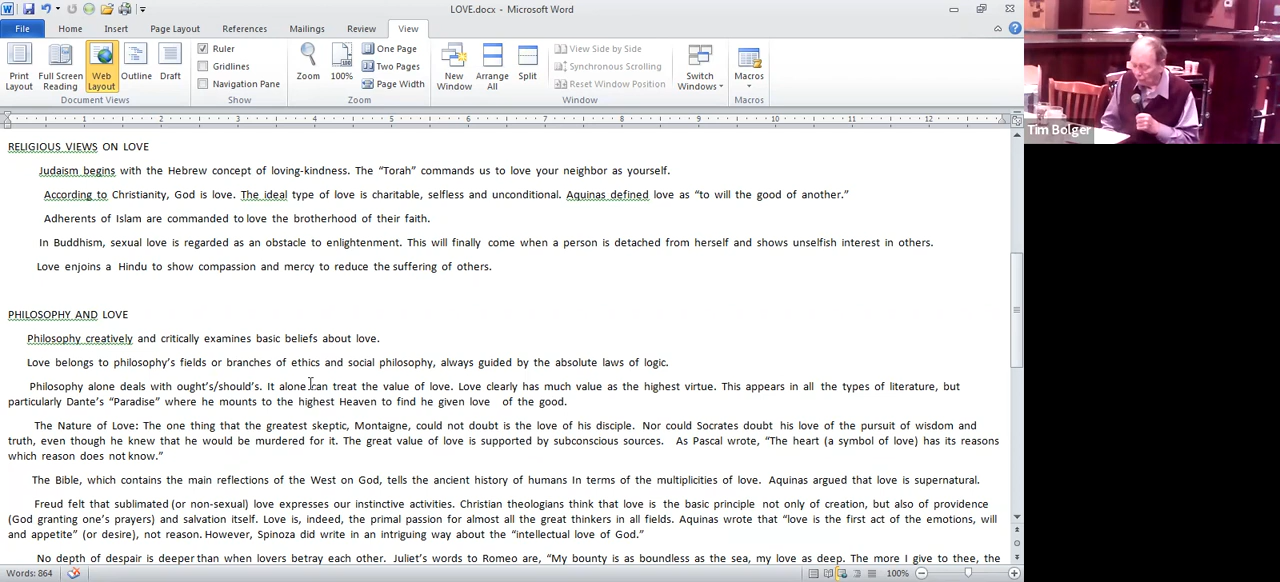 LOVE.docx - Microsoft Word
File Home Insert Page Layout References Mailings Review View
Print Layout
Full Screen Reading
Web Layout
Outline
Draft
Document Views
Ruler
Gridlines
Navigation Pane
Show
Zoom
100%
One Page
Two Pages
Page Width
Zoom
New Window
Arrange All
Split
View Side by Side
Synchronous Scrolling
Reset Window Position
Window
Switch Windows
Macros
Macros
Tim Bolger
1 2 3 4 5 6 7 8 9 10 11 12
RELIGIOUS VIEWS ON LOVE
Judaism begins with the Hebrew concept of loving-kindness. The “Torah” commands us to love your neighbor as yourself.
According to Christianity, God is love. The ideal type of love is charitable, selfless and unconditional. Aquinas defined love as “to will the good of another.”
Adherents of Islam are commanded to love the brotherhood of their faith.
In Buddhism, sexual love is regarded as an obstacle to enlightenment. This will finally come when a person is detached from herself and shows unselfish interest in others.
Love enjoins a Hindu to show compassion and mercy to reduce the suffering of others.
PHILOSOPHY AND LOVE
Philosophy creatively and critically examines basic beliefs about love.
Love belongs to philosophy’s fields or branches of ethics and social philosophy, always guided by the absolute laws of logic.
Philosophy alone deals with ought’s/should’s. It alone can treat the value of love. Love clearly has much value as the highest virtue. This appears in all the types of literature, but
particularly Dante’s “Paradise” where he mounts to the highest Heaven to find he given love of the good.
The Nature of Love: The one thing that the greatest skeptic, Montaigne, could not doubt is the love of his disciple. Nor could Socrates doubt his love of the pursuit of wisdom and
truth, even though he knew that he would be murdered for it. The great value of love is supported by subconscious sources. As Pascal wrote, “The heart (a symbol of love) has its reasons
which reason does not know.”
The Bible, which contains the main reflections of the West on God, tells the ancient history of humans In terms of the multiplicities of love. Aquinas argued that love is supernatural.
Freud felt that sublimated (or non-sexual) love expresses our instinctive activities. Christian theologians think that love is the basic principle not only of creation, but also of providence
(God granting one’s prayers) and salvation itself. Love is, indeed, the primal passion for almost all the great thinkers in all fields. Aquinas wrote that “love is the first act of the emotions, will
and appetite” (or desire), not reason. However, Spinoza did write in an intriguing way about the “intellectual love of God.”
No depth of despair is deeper than when lovers betray each other. Juliet’s words to Romeo are, “My bounty is as boundless as the sea, my love as deep. The more I give to thee, the
Words: 864
100%